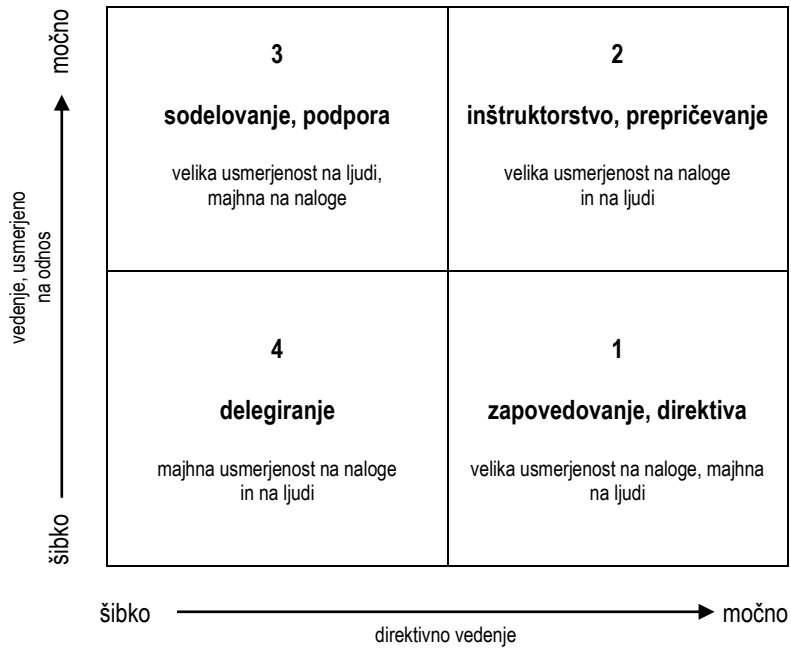 močno
vedenje, usmerjeno
na odnos
šibko
3
sodelovanje, podpora
velika usmerjenost na ljudi,
majhna na naloge
2
inštruktorstvo, prepričevanje
velika usmerjenost na naloge
in na ljudi
4
delegiranje
majhna usmerjenost na naloge
in na ljudi
1
zapovedovanje, direktiva
velika usmerjenost na naloge, majhna
na ljudi
šibko
direktivno vedenje
močno